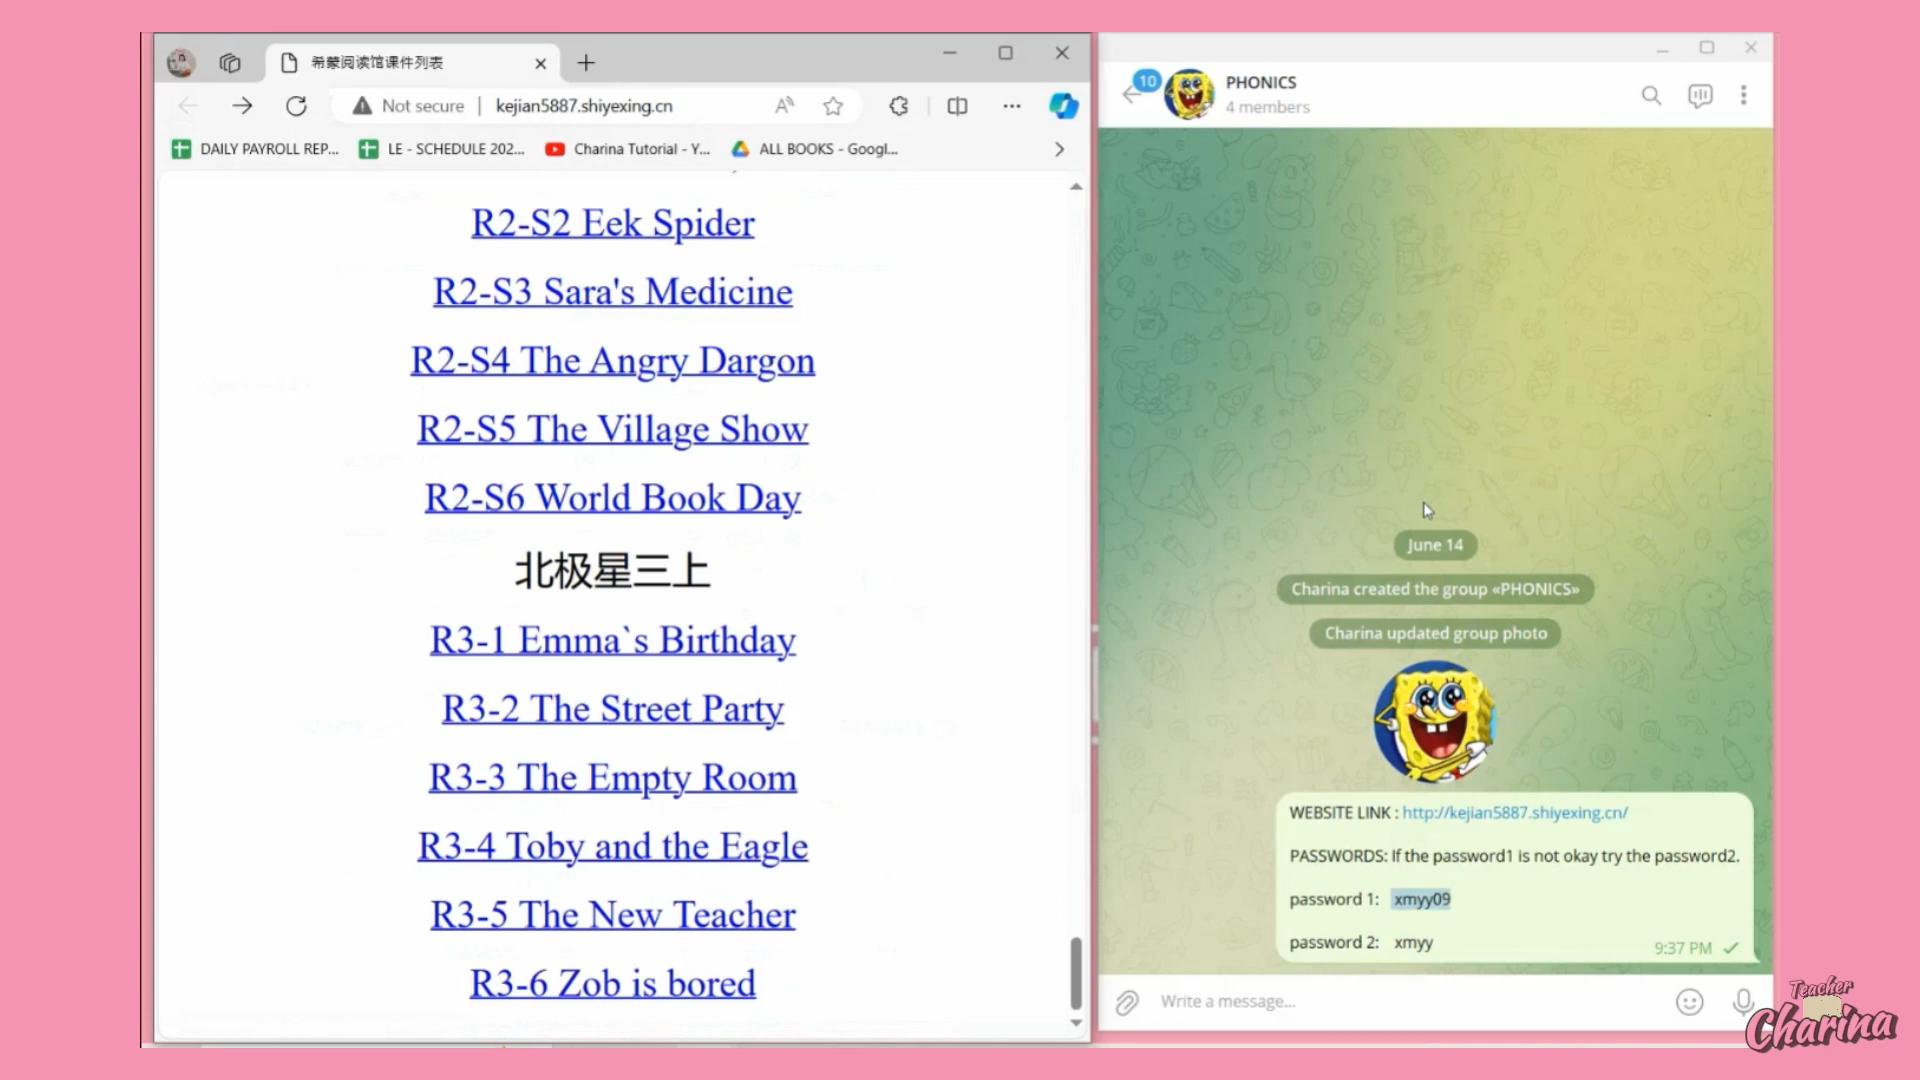 希蒙阅读馆课件列表
Not secure
kejian5887.shiyexing.cn
DAILY PAYROLL REP...
LE - SCHEDULE 202...
Charina Tutorial - Y...
ALL BOOKS - Googl...
R2-S2 Eek Spider
R2-S3 Sara's Medicine
R2-S4 The Angry Dargon
R2-S5 The Village Show
R2-S6 World Book Day
北极星三上
R3-1 Emma`s Birthday
R3-2 The Street Party
R3-3 The Empty Room
R3-4 Toby and the Eagle
R3-5 The New Teacher
R3-6 Zob is bored
10
PHONICS
4 members
June 14
Charina created the group «PHONICS»
Charina updated group photo
WEBSITE LINK : http://kejian5887.shiyexing.cn/
PASSWORDS: If the password1 is not okay try the password2.
password 1: xmyy09
password 2: xmyy
9:37 PM
Write a message...
Teacher
Charina